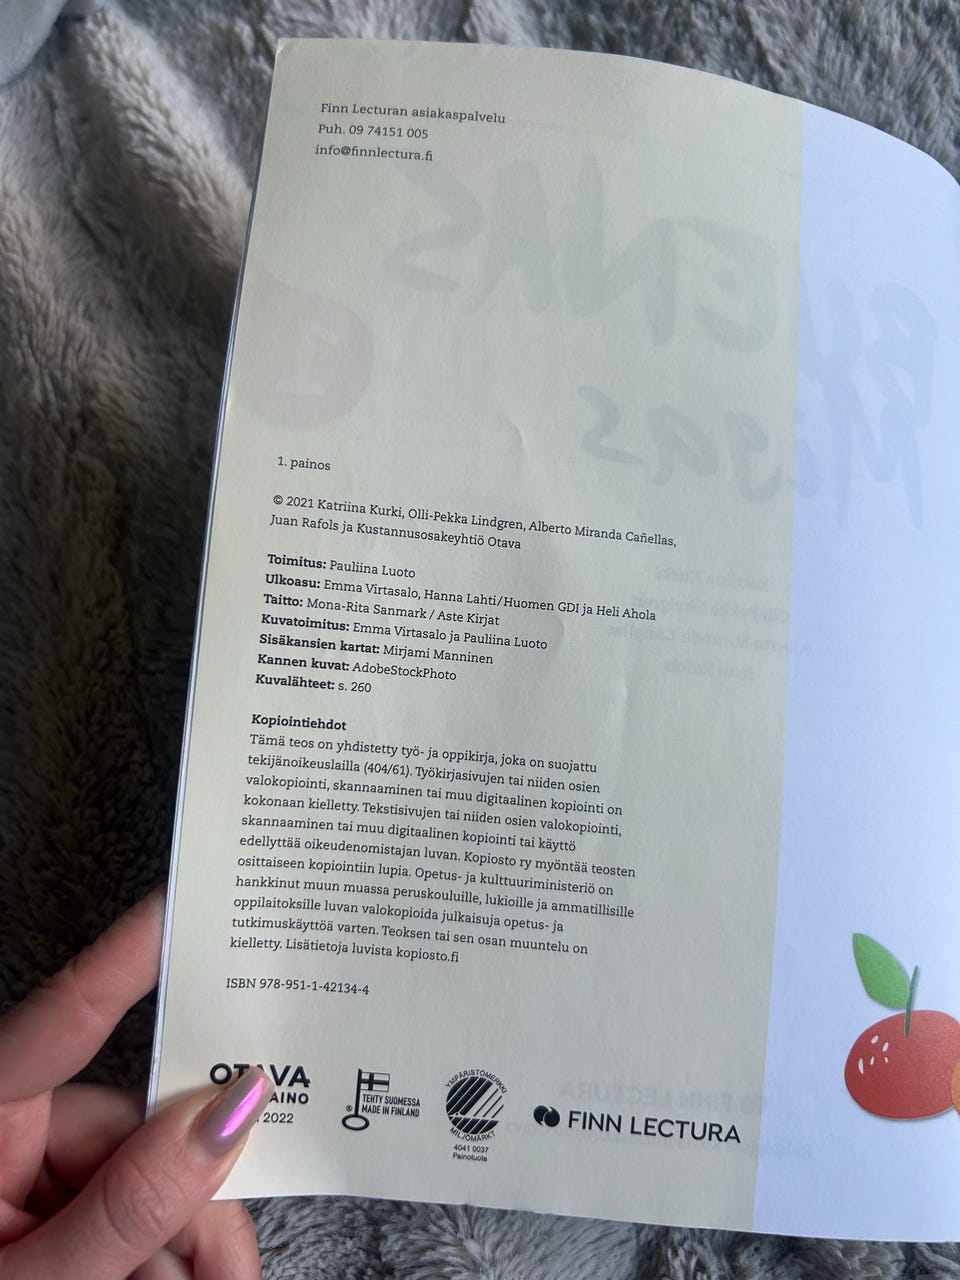 Finn Lecturan asiakaspalvelu
Puh. 09 74151 005
info@finnlectura.fi
1. painos
© 2021 Katriina Kurki, Olli-Pekka Lindgren, Alberto Miranda Cañellas,
Juan Rafols ja Kustannusosakeyhtiö Otava
Toimitus: Pauliina Luoto
Ulkoasu: Emma Virtasalo, Hanna Lahti/Huomen GDI ja Heli Ahola
Taitto: Mona-Rita Sanmark / Aste Kirjat
Kuvatoimitus: Emma Virtasalo ja Pauliina Luoto
Sisäkansien kartat: Mirjami Manninen
Kannen kuvat: AdobeStockPhoto
Kuvalähteet: s. 260
Kopiointiehdot
Tämä teos on yhdistetty työ- ja oppikirja, joka on suojattu
tekijänoikeuslailla (404/61). Työkirjasivujen tai niiden osien
valokopiointi, skannaaminen tai muu digitaalinen kopiointi on
kokonaan kielletty. Tekstisivujen tai niiden osien valokopiointi,
skannaaminen tai muu digitaalinen kopiointi tai käyttö
edellyttää oikeudenomistajan luvan. Kopiosto ry myöntää teosten
osittaiseen kopiointiin lupia. Opetus- ja kulttuuriministeriö on
hankkinut muun muassa peruskouluille, lukioille ja ammatillisille
oppilaitoksille luvan valokopioida julkaisuja opetus- ja
tutkimuskäyttöä varten. Teoksen tai sen osan muuntelu on
kielletty. Lisätietoja luvista kopiosto.fi
ISBN 978-951-1-42134-4
OTAVA
2022
TEHTY SUOMESSA
MADE IN FINLAND
YMPÄRISTÖMERKKI
MILJÖMÄRKT
4041 0037
Painotuote
FINN LECTURA